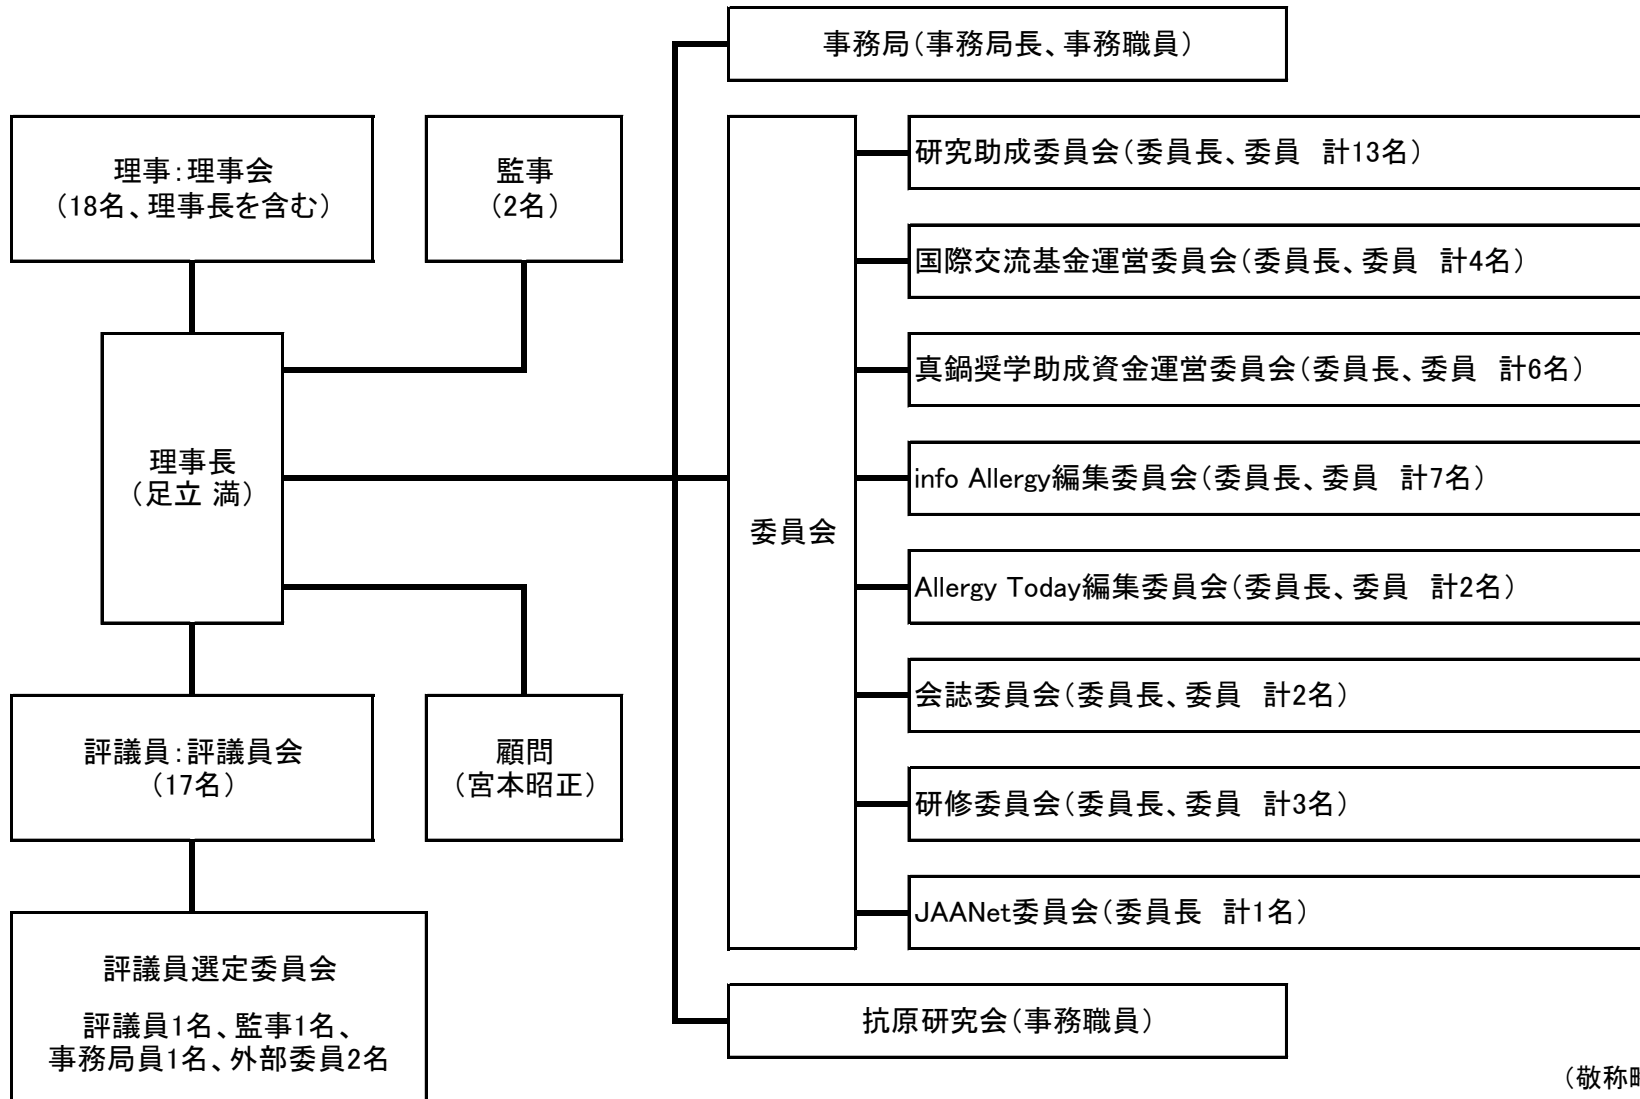 事務局（事務局長、事務職員）
理事：理事会
（18名、理事長を含む）
監事
（2名）
理事長
（足立 満）
評議員：評議員会
（17名）
顧問
（宮本昭正）
評議員選定委員会
評議員1名、監事1名、
事務局員1名、外部委員2名
委員会
研究助成委員会（委員長、委員　計13名）
国際交流基金運営委員会（委員長、委員　計4名）
真鍋奨学助成資金運営委員会（委員長、委員　計6名）
info Allergy編集委員会（委員長、委員　計7名）
Allergy Today編集委員会（委員長、委員　計2名）
会誌委員会（委員長、委員　計2名）
研修委員会（委員長、委員　計3名）
JAANet委員会（委員長　計1名）
抗原研究会（事務職員）
（敬称略